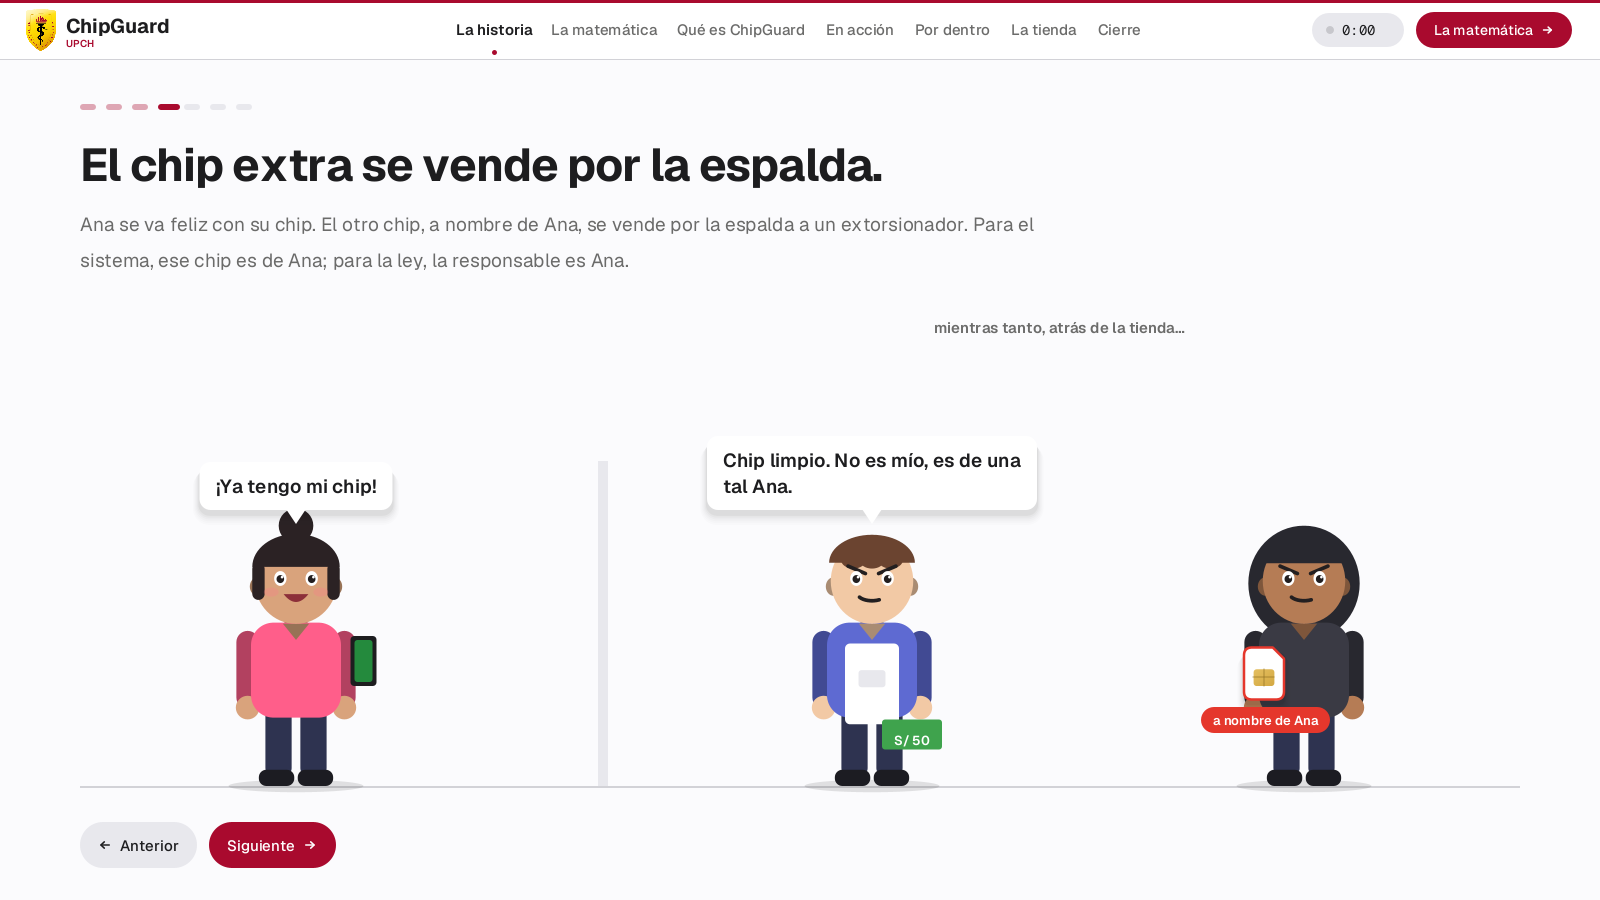 ChipGuard
UPCH
La historia
La matemática
Qué es ChipGuard
En acción
Por dentro
La tienda
Cierre
0:00
La matemática →
El chip extra se vende por la espalda.
Ana se va feliz con su chip. El otro chip, a nombre de Ana, se vende por la espalda a un extorsionador. Para el
sistema, ese chip es de Ana; para la ley, la responsable es Ana.
mientras tanto, atrás de la tienda…
¡Ya tengo mi chip!
Chip limpio. No es mío, es de una
tal Ana.
S/ 50
a nombre de Ana
← Anterior
Siguiente →